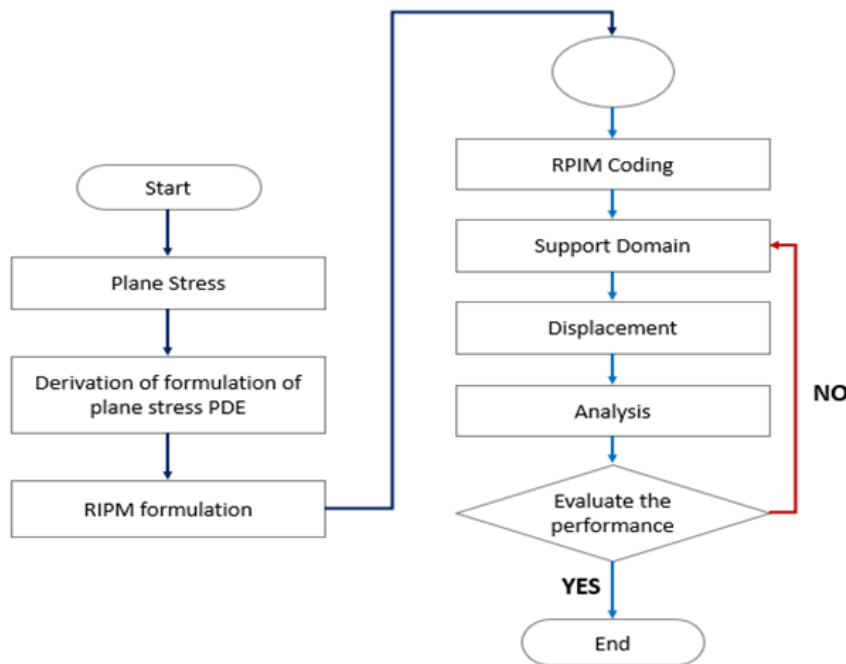 Start
Plane Stress
Derivation of formulation of
plane stress PDE
RIPM formulation
RPIM Coding
Support Domain
Displacement
Analysis
Evaluate the
performance
NO
YES
End